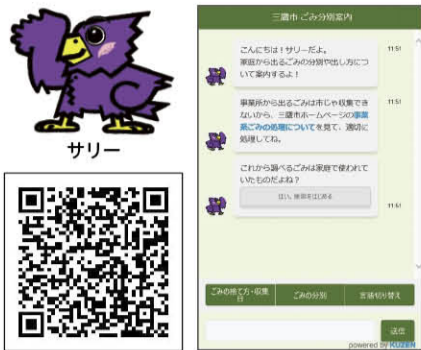 サリー
三鷹市 ごみ分別案内
こんにちは！サリーだよ。
家庭から出るごみの分別や出し方につ
いて案内するよ！
11:51
事業所から出るごみは市じゃ収集でき
ないから、三鷹市ホームページの事業
系ごみの処理についてを見て、適切に
処理してね。
11:51
これから調べるごみは家庭で使われて
いたものだよね？
はい。検索をはじめる
11:51
ごみの捨て方・収集
日
ごみの分別
言語切り替え
送信
powered by KUZEN